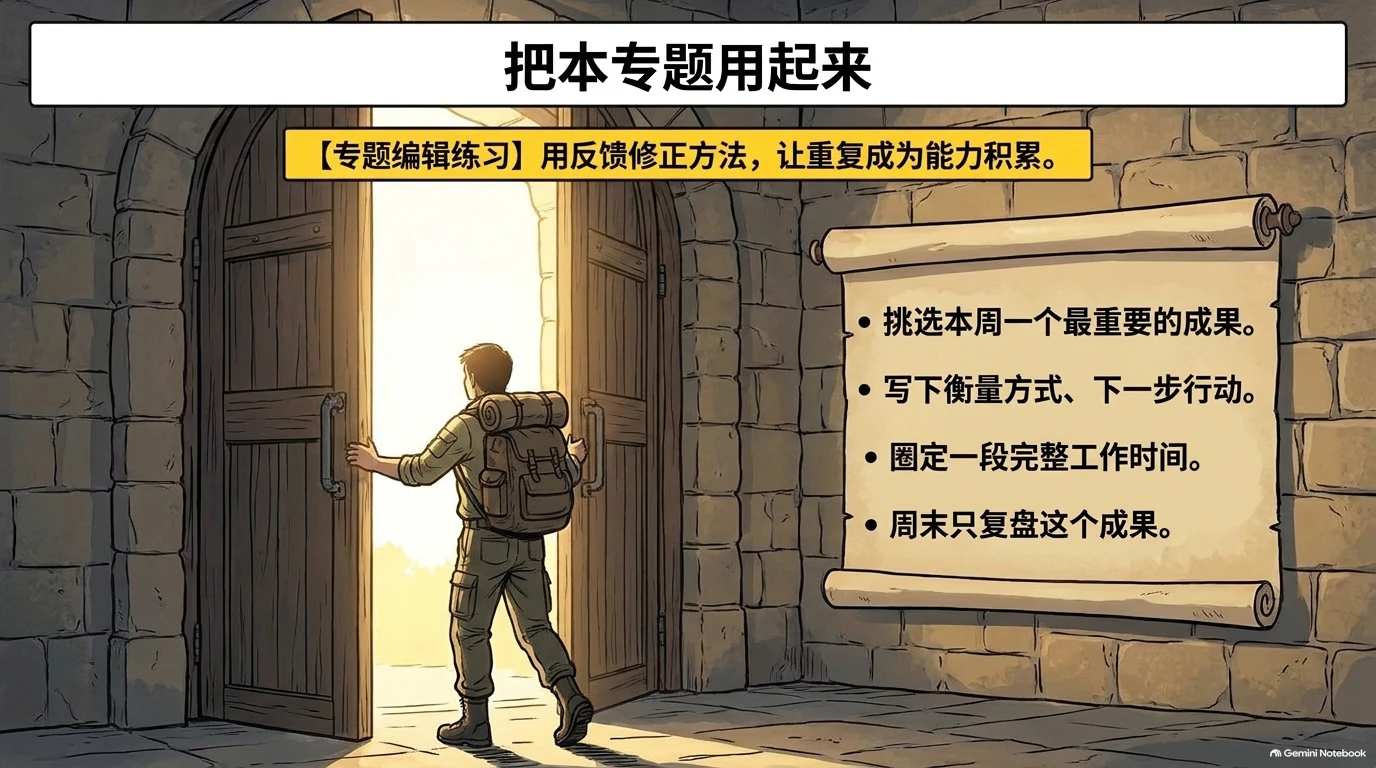 把本专题用起来
【专题编辑练习】用反馈修正方法，让重复成为能力积累。
• 挑选本周一个最重要的成果。
• 写下衡量方式、下一步行动。
• 圈定一段完整工作时间。
• 周末只复盘这个成果。
Gemini Notebook